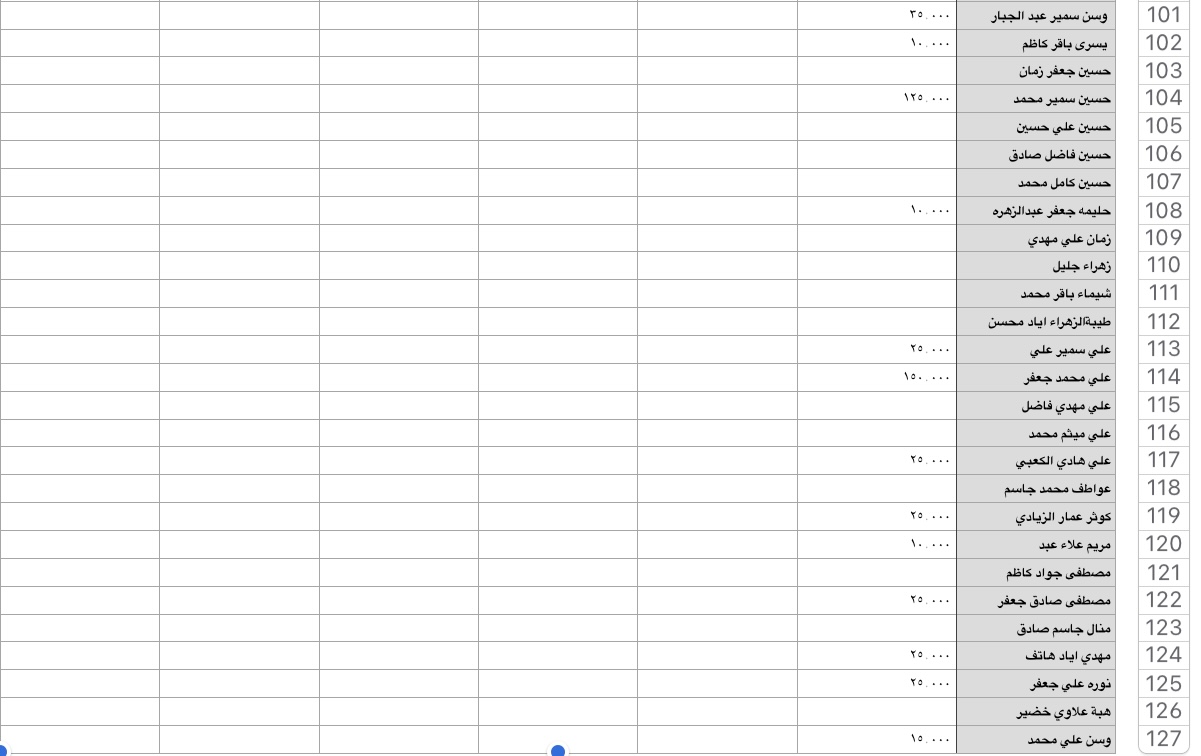 101 وسن سمير عبد الجبار ٣٥.٠٠٠
102 يسرى باقر كاظم ١٠.٠٠٠
103 حسين جعفر زمان
104 حسين سمير محمد ١٢٥.٠٠٠
105 حسين علي حسين
106 حسين فاضل صادق
107 حسين كامل محمد
108 حليمه جعفر عبدالزهره ١٠.٠٠٠
109 زمان علي مهدي
110 زهراء جليل
111 شيماء باقر محمد
112 طيبةالزهراء اياد محسن
113 علي سمير علي ٢٥.٠٠٠
114 علي محمد جعفر ١٥٠.٠٠٠
115 علي مهدي فاضل
116 علي ميثم محمد
117 علي هادي الكعبي ٢٥.٠٠٠
118 عواطف محمد جاسم
119 كوثر عمار الزيادي ٢٥.٠٠٠
120 مريم علاء عبد ١٠.٠٠٠
121 مصطفى جواد كاظم
122 مصطفى صادق جعفر ٢٥.٠٠٠
123 منال جاسم صادق
124 مهدي اياد هاتف ٢٥.٠٠٠
125 نوره علي جعفر ٢٥.٠٠٠
126 هبة علاوي خضير
127 وسن علي محمد ١٥.٠٠٠